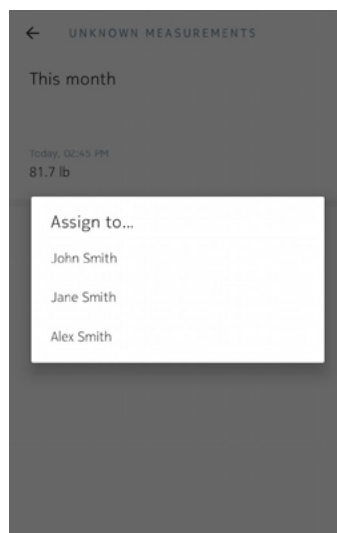 UNKNOWN MEASUREMENTS
This month
Today, 02:45 PM
81.7 lb
Assign to...
John Smith
Jane Smith
Alex Smith